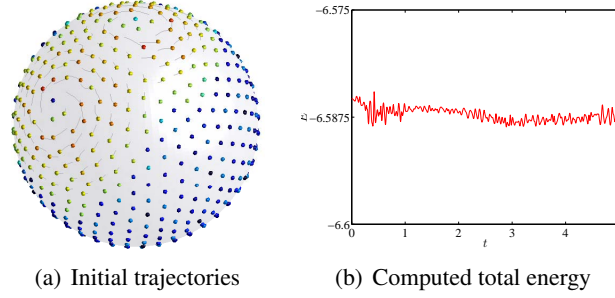 −6.575
E
−6.5875
−6.6
0 1 2 3 4
t
(a) Initial trajectories (b) Computed total energy